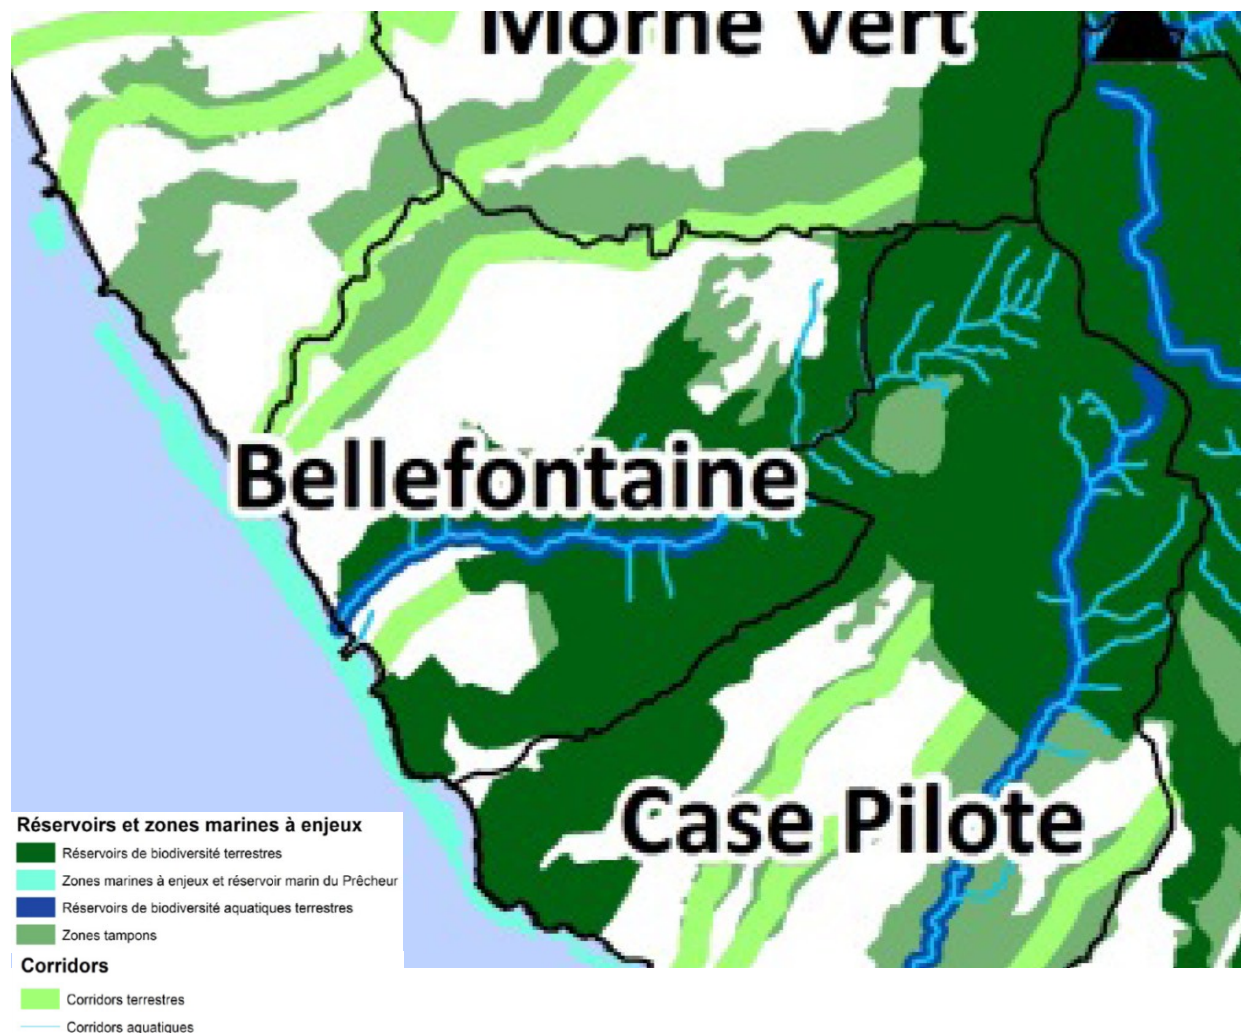 Morne Vert
Bellefontaine
Case Pilote
Réservoirs et zones marines à enjeux
Réservoirs de biodiversité terrestres
Zones marines à enjeux et réservoir marin du Prêcheur
Réservoirs de biodiversité aquatiques terrestres
Zones tampons
Corridors
Corridors terrestres
Corridors aquatiques